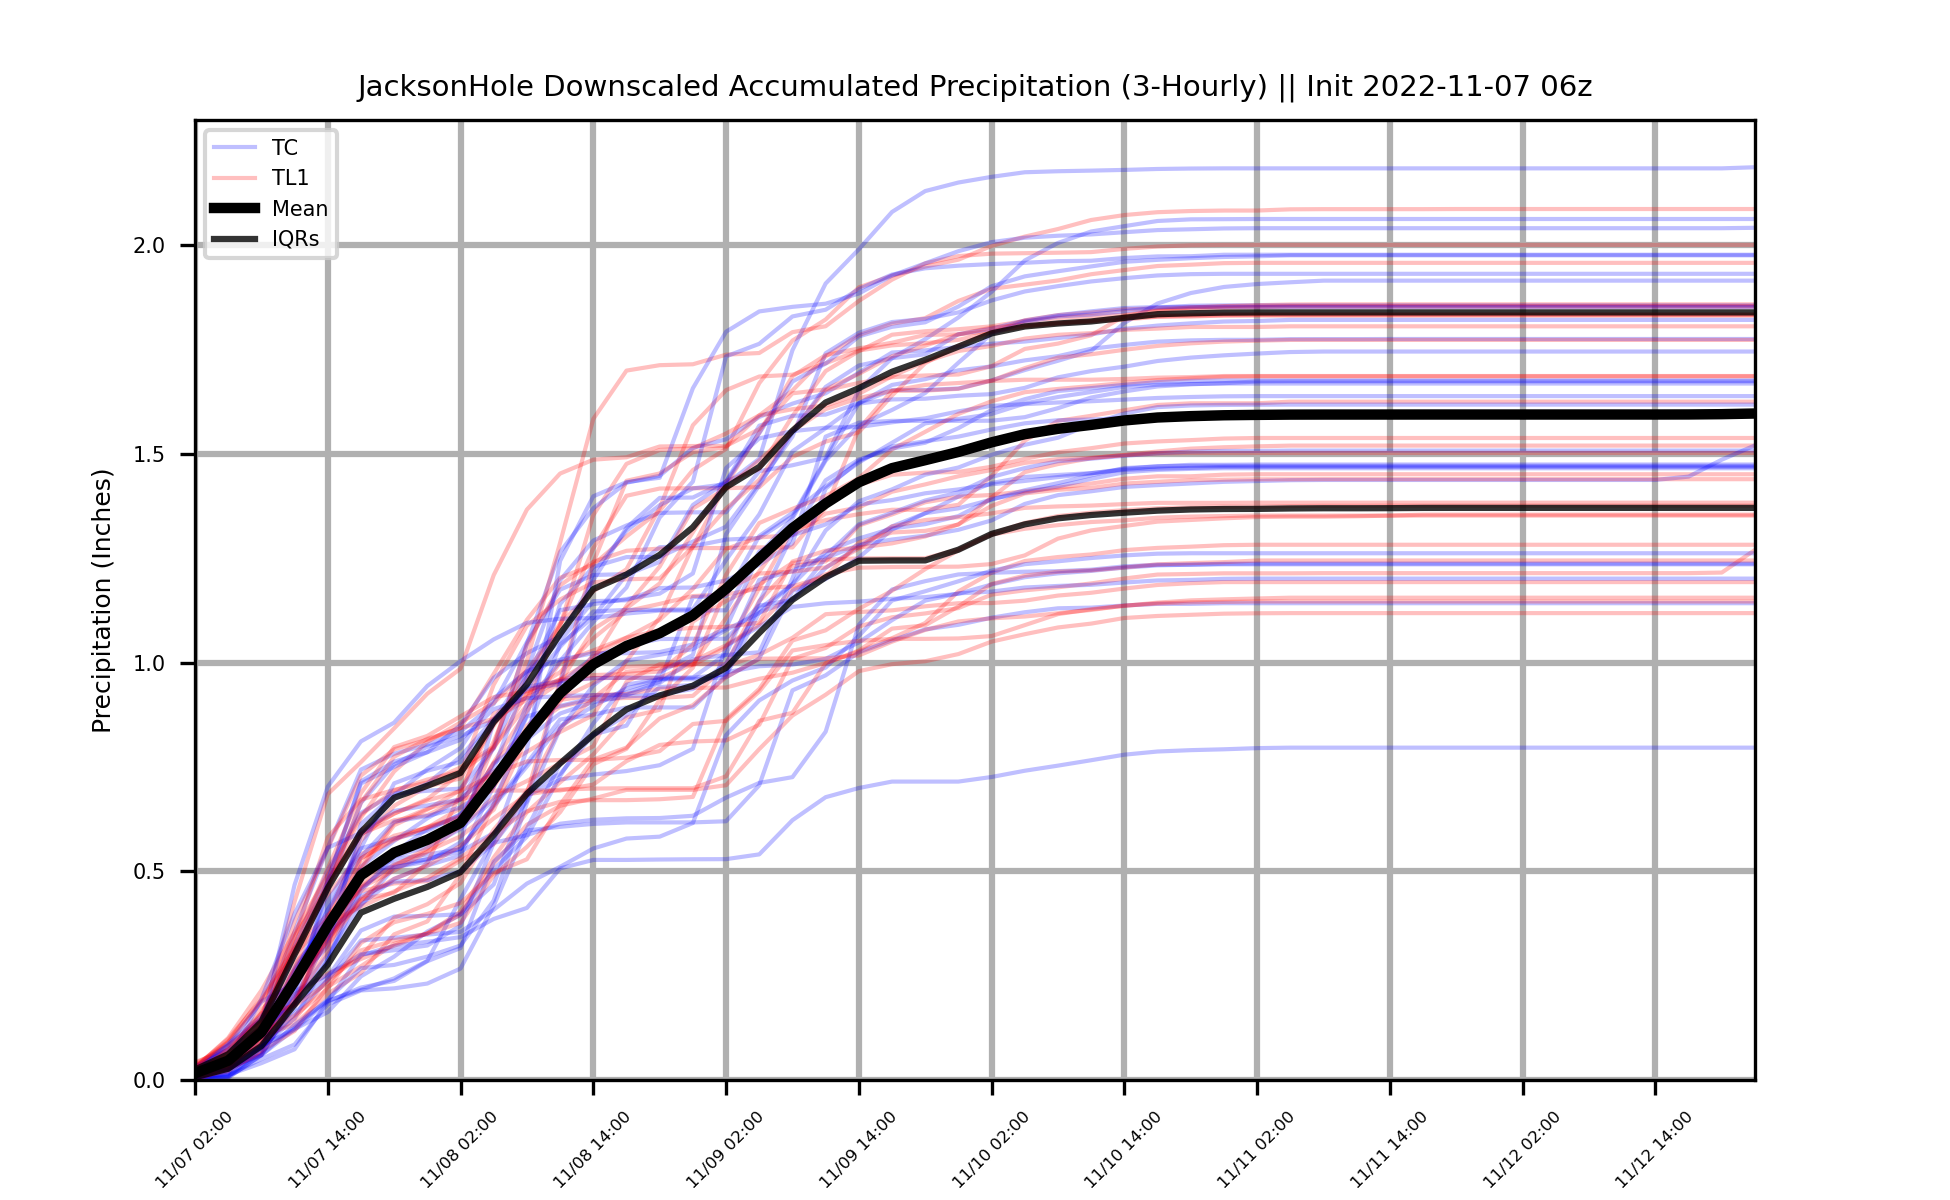 JacksonHole Downscaled Accumulated Precipitation (3-Hourly) || Init 2022-11-07 06z
TC
TL1
Mean
IQRs
Precipitation (Inches)
2.0
1.5
1.0
0.5
0.0
11/07 02:00
11/07 14:00
11/08 02:00
11/08 14:00
11/09 02:00
11/09 14:00
11/10 02:00
11/10 14:00
11/11 02:00
11/11 14:00
11/12 02:00
11/12 14:00